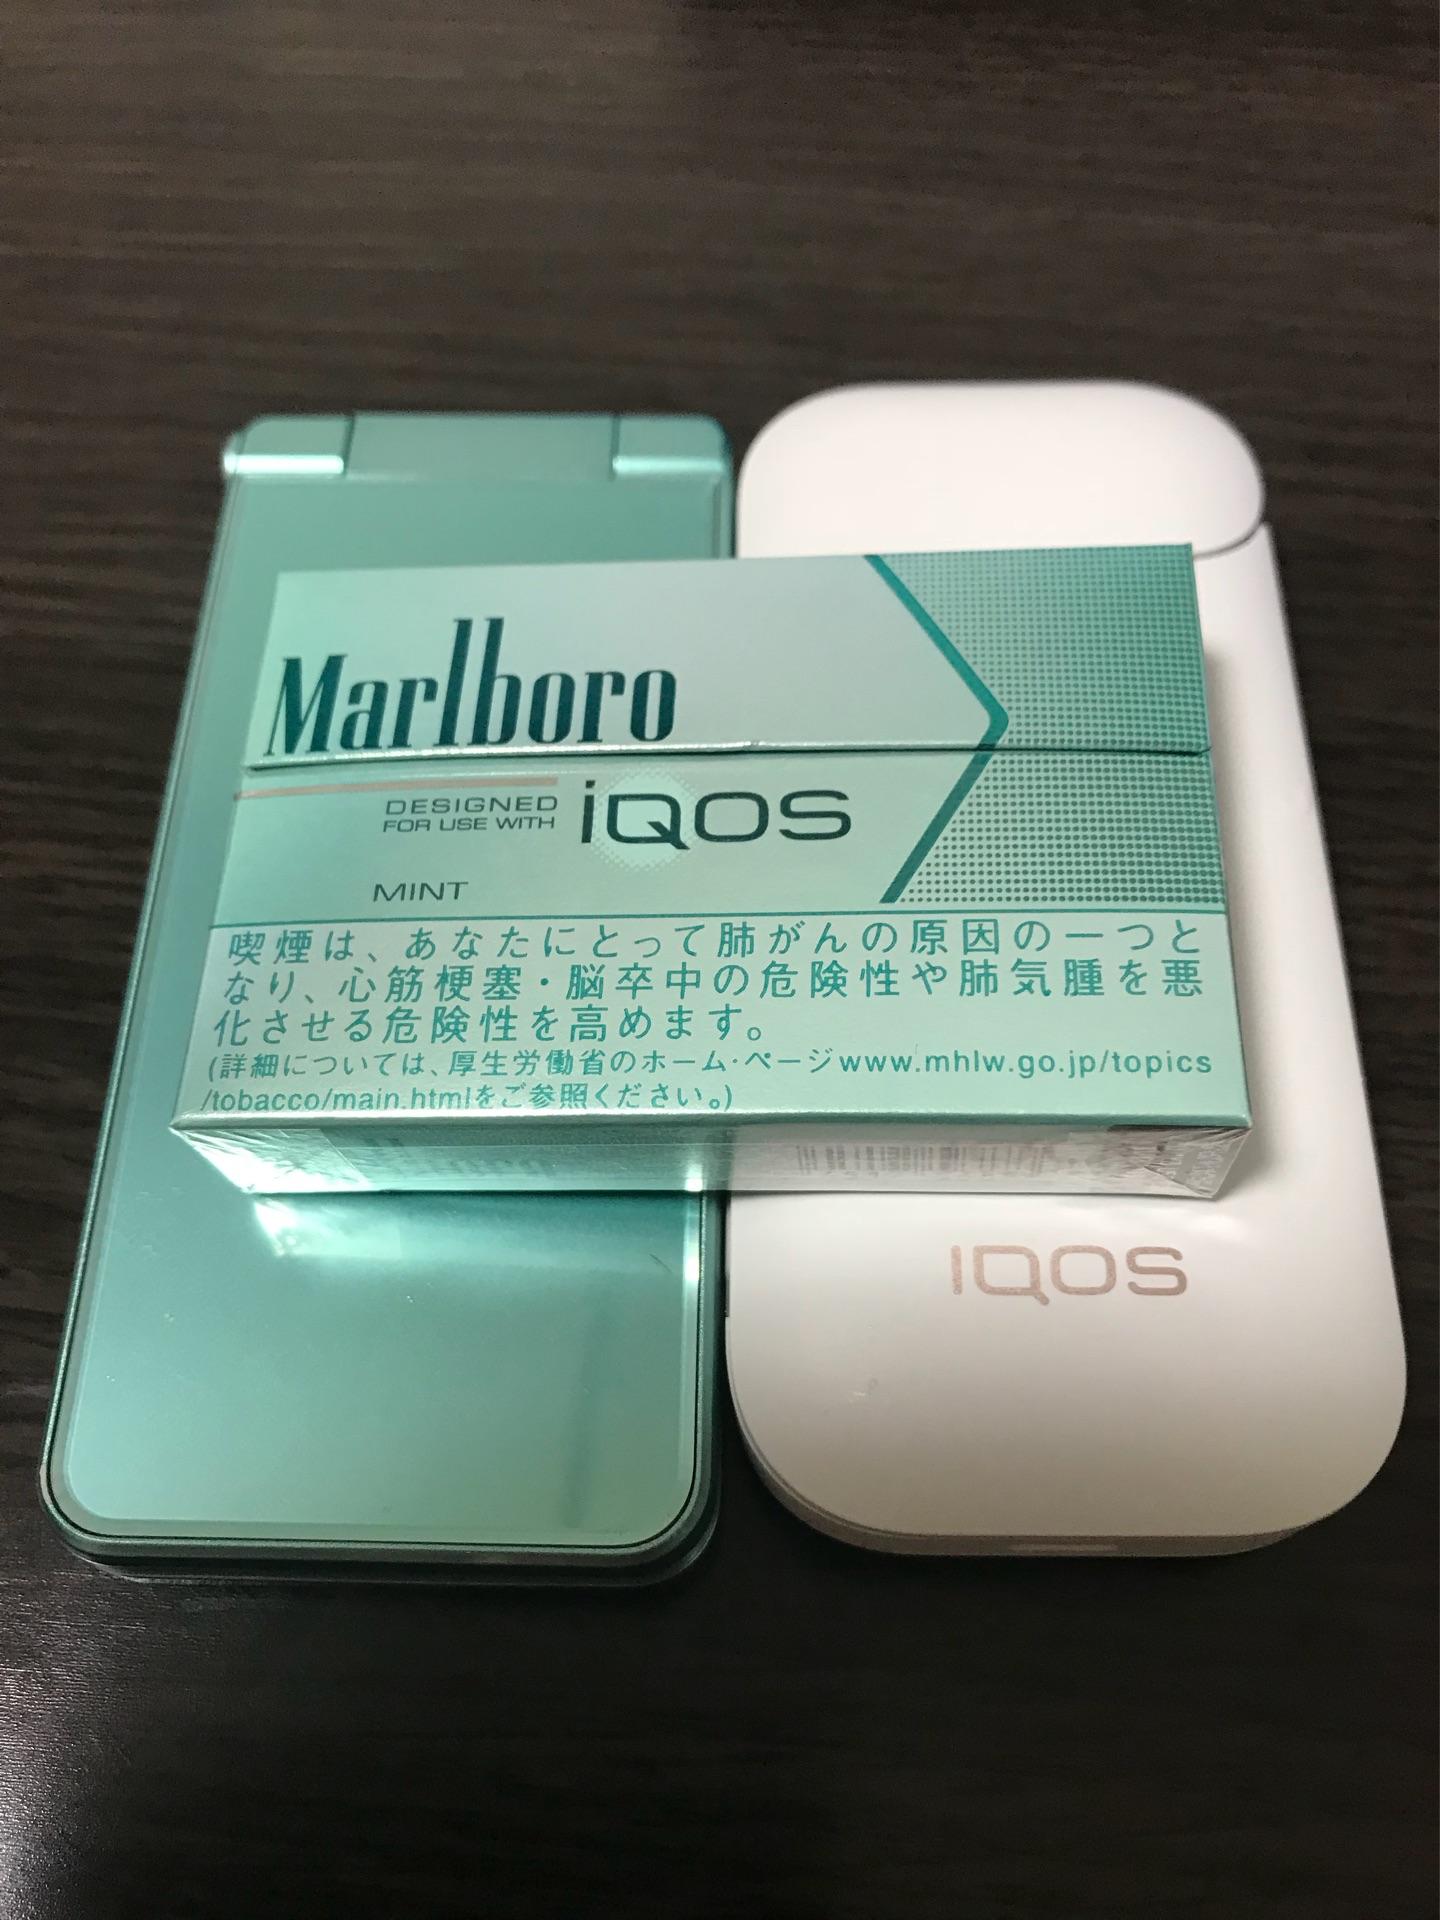 Marlboro
DESIGNED
FOR USE WITH
iQOS
MINT
喫煙は、あなたにとって肺がんの原因の一つと
なり、心筋梗塞・脳卒中の危険性や肺気腫を悪
化させる危険性を高めます。
(詳細については、厚生労働省のホーム・ページwww.mhlw.go.jp/topics
/tobacco/main.htmlをご参照ください。)
IQOS